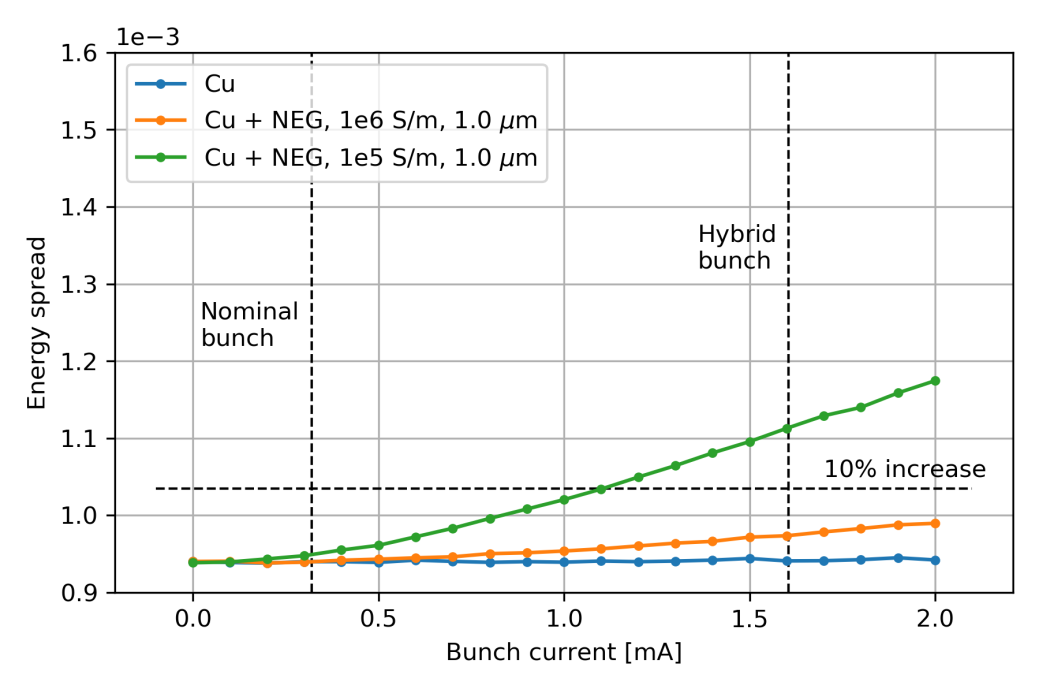 1e−3
1.6
1.5
1.4
1.3
1.2
1.1
1.0
0.9
Energy spread
Cu
Cu + NEG, 1e6 S/m, 1.0 μm
Cu + NEG, 1e5 S/m, 1.0 μm
Hybrid
bunch
Nominal
bunch
10% increase
0.0 0.5 1.0 1.5 2.0
Bunch current [mA]